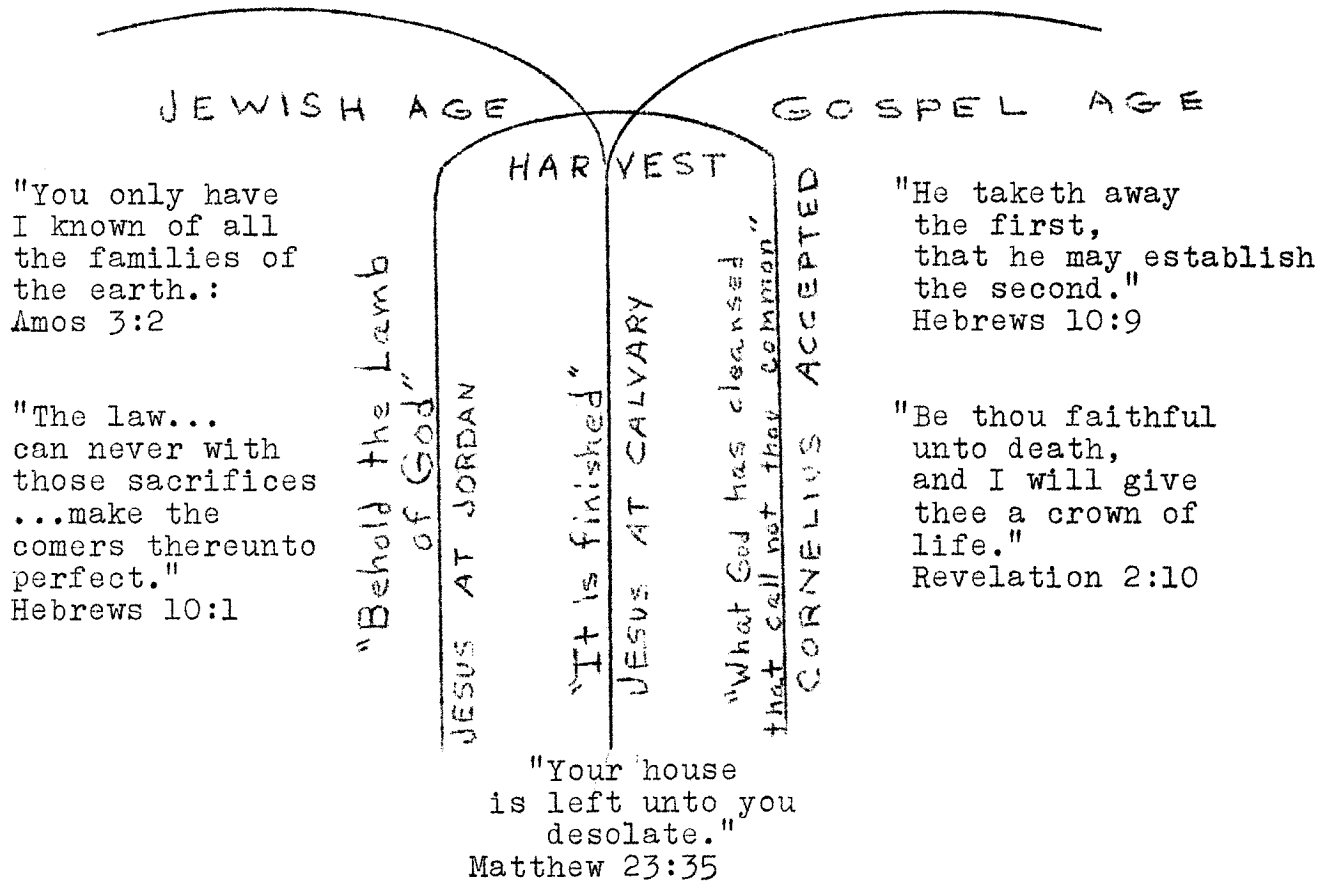 JEWISH AGE
GOSPEL AGE
HARVEST
"You only have
I known of all
the families of
the earth.:
Amos 3:2
"The law...
can never with
those sacrifices
...make the
comers thereunto
perfect."
Hebrews 10:1
"Behold the Lamb
of God"
JESUS AT JORDAN
"It is finished"
JESUS AT CALVARY
"What God has cleansed
that call not thou common"
CORNELIUS ACCEPTED
"He taketh away
the first,
that he may establish
the second."
Hebrews 10:9
"Be thou faithful
unto death,
and I will give
thee a crown of
life."
Revelation 2:10
"Your house
is left unto you
desolate."
Matthew 23:35